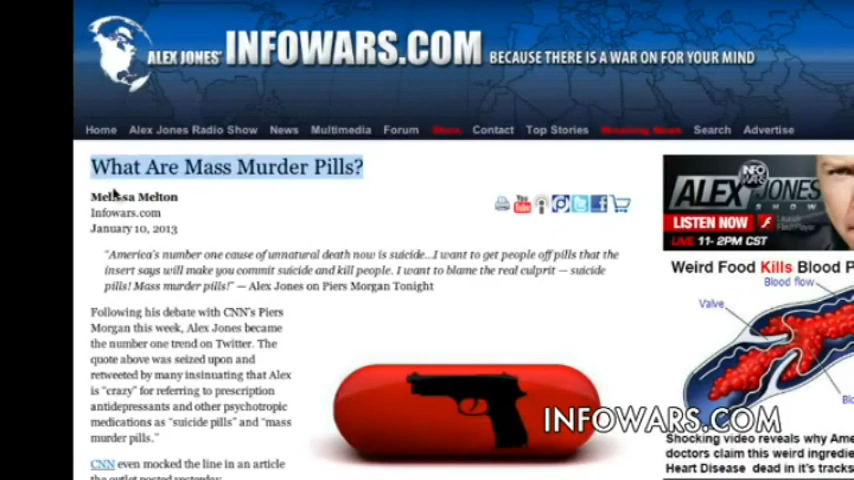 ALEX JONES' INFOWARS.COM BECAUSE THERE IS A WAR ON FOR YOUR MIND
Home Alex Jones Radio Show News Multimedia Forum Store Contact Top Stories Breaking News Search Advertise
What Are Mass Murder Pills?
Melissa Melton
Infowars.com
January 10, 2013
"America's number one cause of unnatural death now is suicide...I want to get people off pills that the
insert says will make you commit suicide and kill people. I want to blame the real culprit — suicide
pills! Mass murder pills!" — Alex Jones on Piers Morgan Tonight
Following his debate with CNN's Piers
Morgan this week, Alex Jones became
the number one trend on Twitter. The
quote above was seized upon and
retweeted by many insinuating that Alex
is "crazy" for referring to prescription
antidepressants and other psychotropic
medications as "suicide pills" and "mass
murder pills."
CNN even mocked the line in an article
the outlet posted yesterday
You
INFO
WARS
ALEX JONES
SHOW
LISTEN NOW
LIVE 11-2PM CST
Weird Food Kills Blood P
Blood flow
Valve
Blo
INFOWARS.COM
Shocking video reveals why Ame
doctors claim this weird ingredie
Heart Disease dead in it's tracks